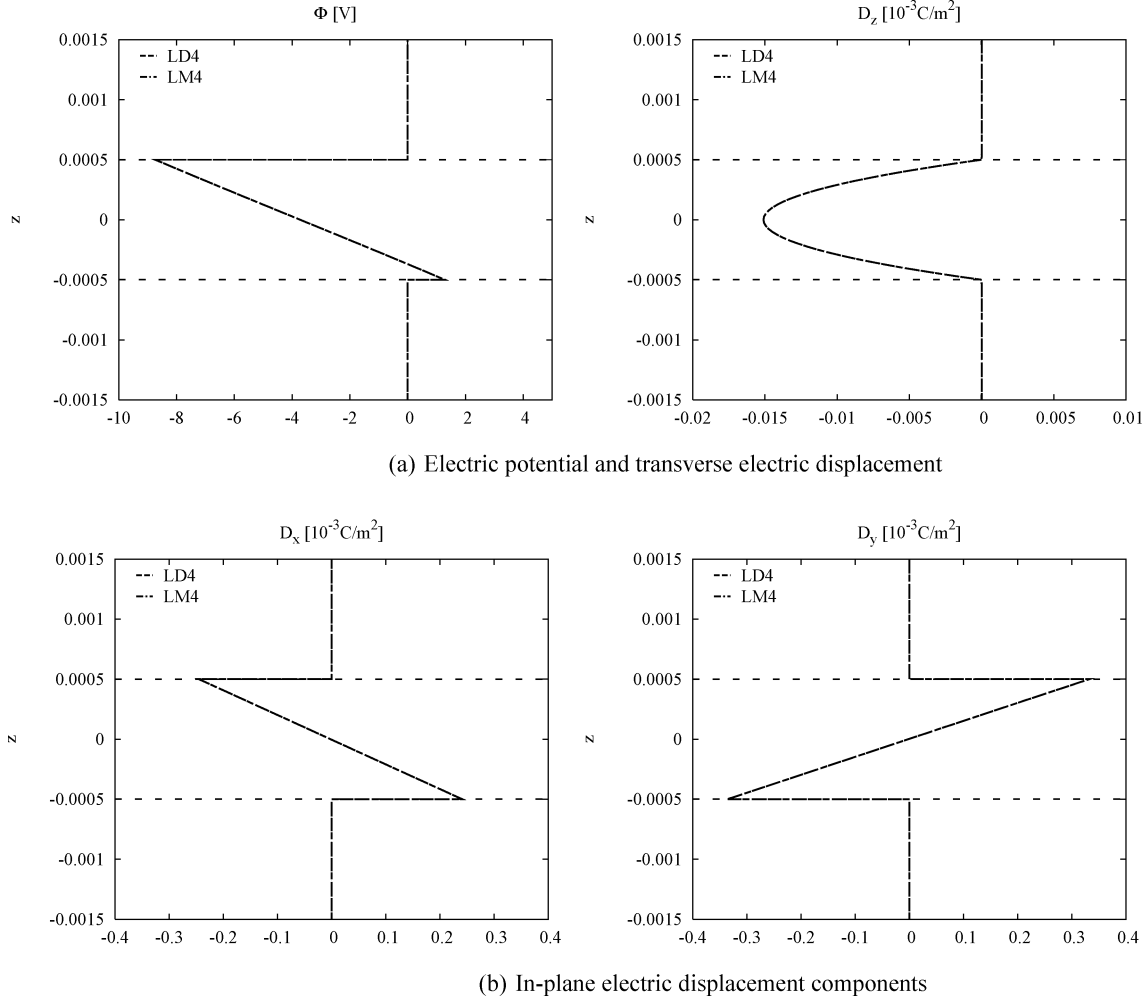 Φ [V]
0.0015
0.001
0.0005
0
-0.0005
-0.001
-0.0015
z
LD4
LM4
-10 -8 -6 -4 -2 0 2 4
D_z [10^-3C/m^2]
0.0015
0.001
0.0005
0
-0.0005
-0.001
-0.0015
z
LD4
LM4
-0.02 -0.015 -0.01 -0.005 0 0.005 0.01
(a) Electric potential and transverse electric displacement
D_x [10^-3C/m^2]
0.0015
0.001
0.0005
0
-0.0005
-0.001
-0.0015
z
LD4
LM4
-0.4 -0.3 -0.2 -0.1 0 0.1 0.2 0.3 0.4
D_y [10^-3C/m^2]
0.0015
0.001
0.0005
0
-0.0005
-0.001
-0.0015
z
LD4
LM4
-0.4 -0.3 -0.2 -0.1 0 0.1 0.2 0.3 0.4
(b) In-plane electric displacement components